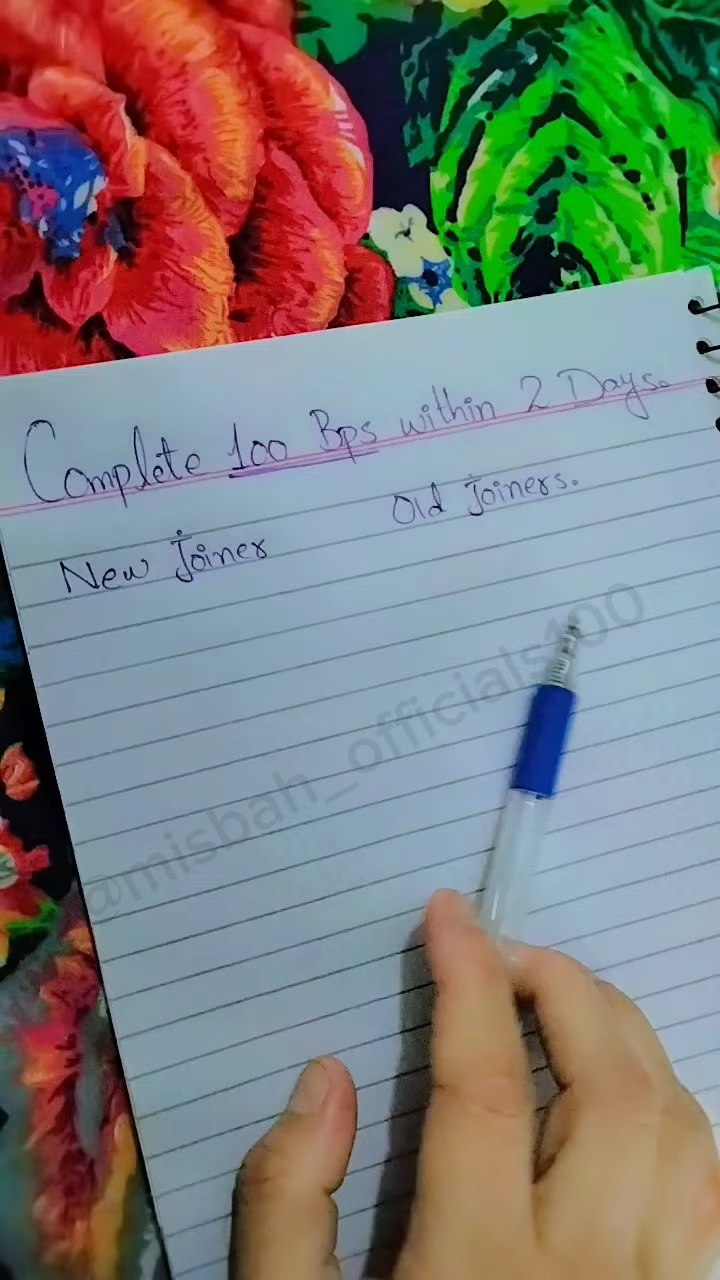 Complete 100 Bps within 2 Days.
New Joiner Old Joiners.
@misbah_officials100